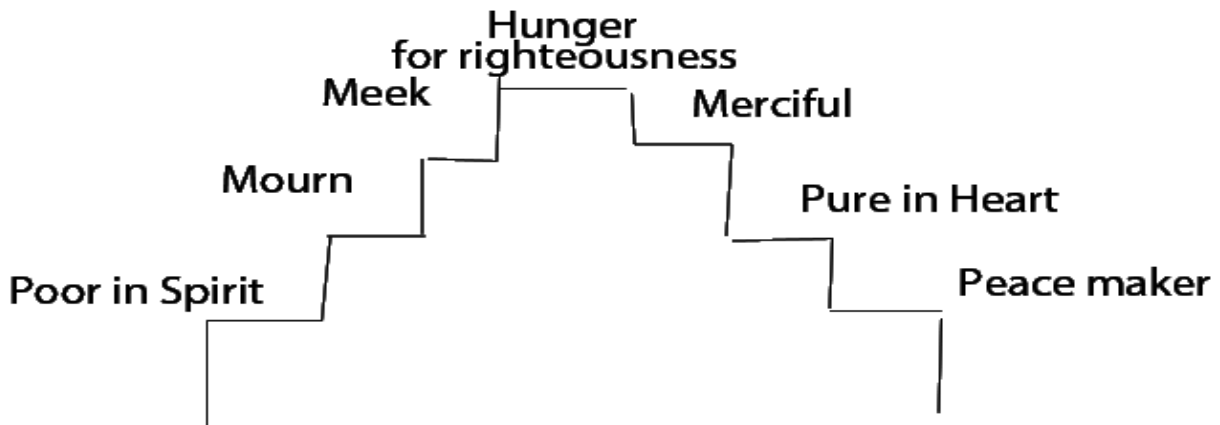 Hunger
for righteousness
Meek
Merciful
Mourn
Pure in Heart
Poor in Spirit
Peace maker